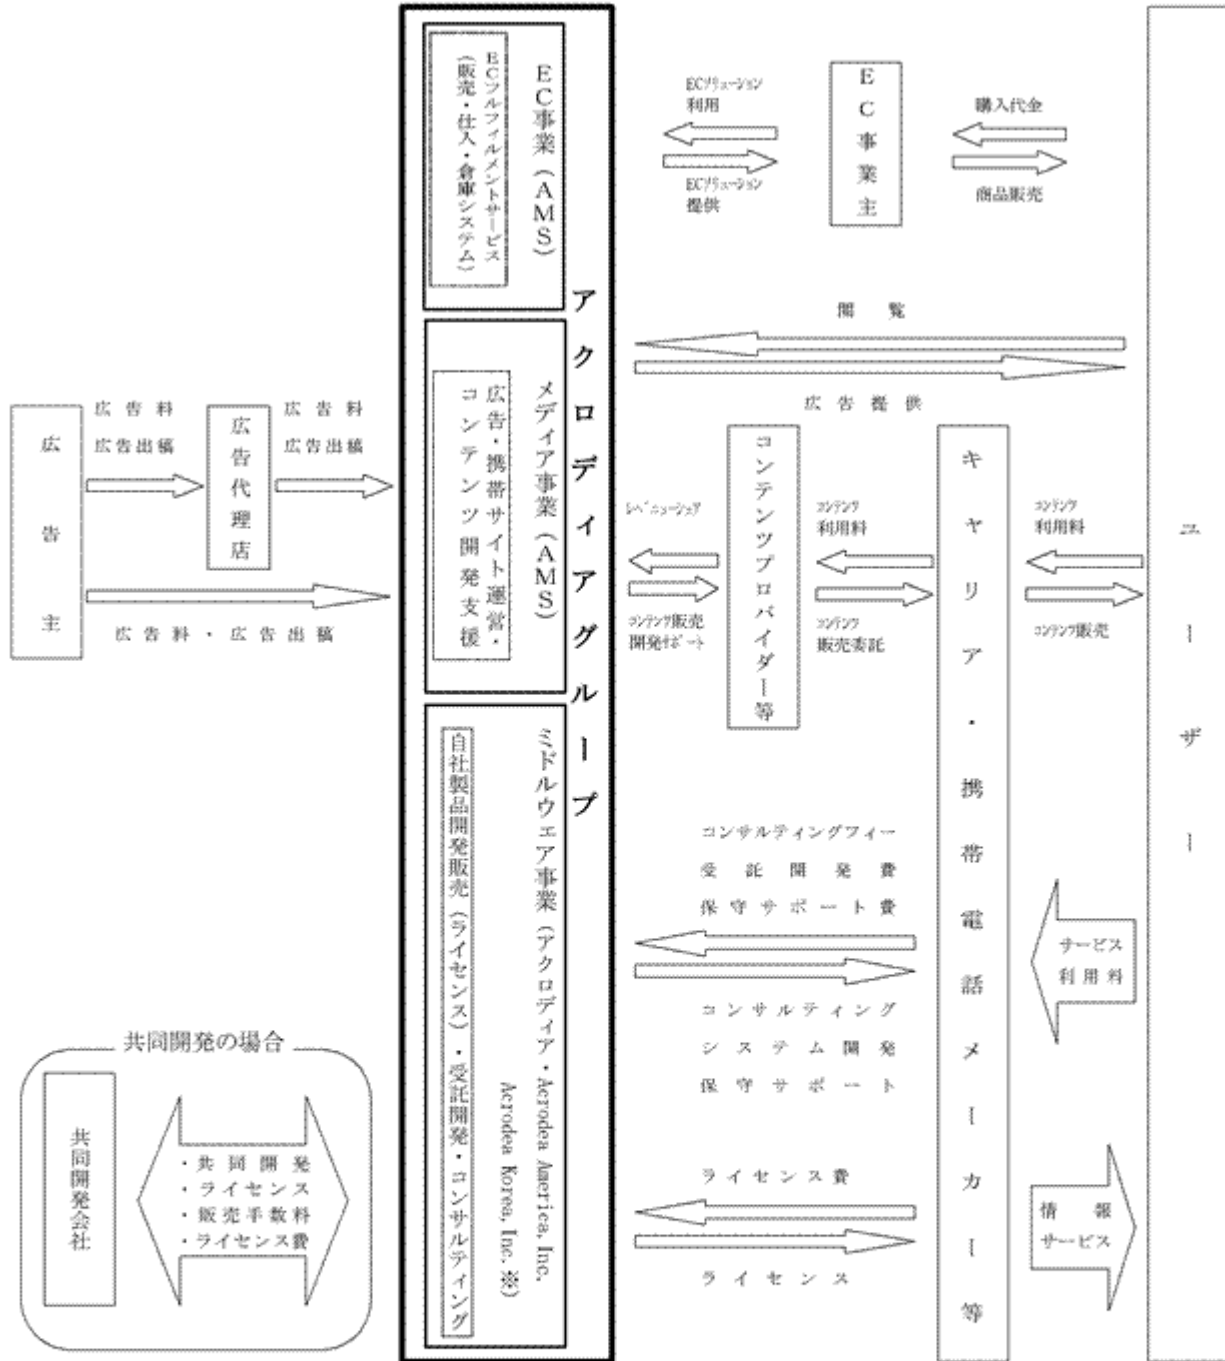 アクロディアグループ
EC事業（AMS）
ECフルフィルメントサービス
（販売・仕入・倉庫システム）
メディア事業（AMS）
広告・携帯サイト運営・
コンテンツ開発支援
ミドルウェア事業（アクロディア・Acrodea America, Inc.
Acrodea Korea, Inc. ※）
自社製品開発販売（ライセンス）・受託開発・コンサルティング
ECソリューション
利用
ECソリューション
提供
EC事業主
購入代金
商品販売
閲覧
広告提供
広告主
広告料
広告出稿
広告代理店
広告料
広告出稿
広告料・広告出稿
レベニューシェア
コンテンツ販売
開発サポート
コンテンツプロバイダー等
コンテンツ
利用料
コンテンツ
販売委託
キャリア・携帯電話メーカー等
コンテンツ
利用料
コンテンツ販売
ユーザー
コンサルティングフィー
受託開発費
保守サポート費
コンサルティング
システム開発
保守サポート
サービス
利用料
ライセンス費
ライセンス
情報
サービス
共同開発の場合
共同開発会社
・共同開発
・ライセンス
・販売手数料
・ライセンス費